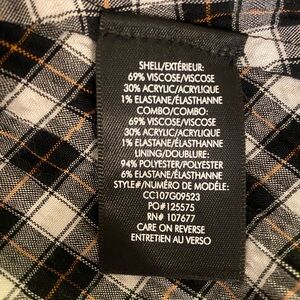 SHELL/EXTÉRIEUR:
69% VISCOSE/VISCOSE
30% ACRYLIC/ACRYLIQUE
1% ELASTANE/ÉLASTHANNE
COMBO/COMBO:
69% VISCOSE/VISCOSE
30% ACRYLIC/ACRYLIQUE
1% ELASTANE/ÉLASTHANNE
LINING/DOUBLURE:
94% POLYESTER/POLYESTER
6% ELASTANE/ÉLASTHANNE
STYLE#/NUMÉRO DE MODÈLE:
CC107G09523
PO#125575
RN# 107677
CARE ON REVERSE
ENTRETIEN AU VERSO